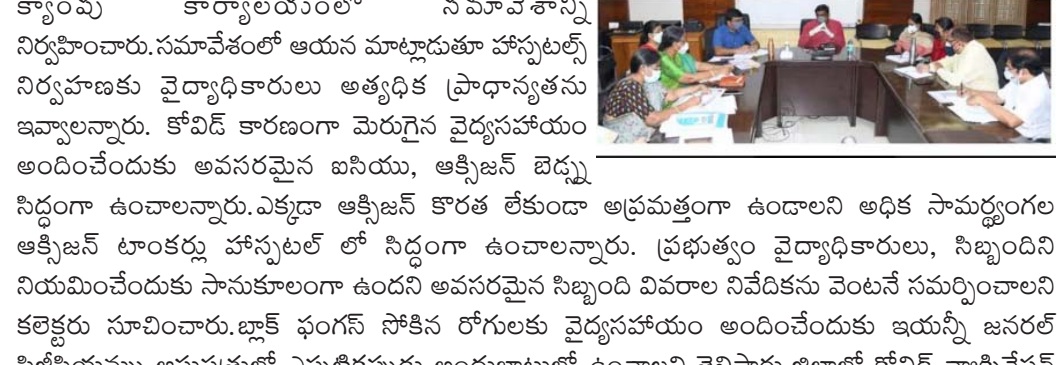 క్యాంపు కార్యాలయంలో సమావేశాన్ని
నిర్వహించారు.సమావేశంలో ఆయన మాట్లాడుతూ హాస్పటల్స్
నిర్వహణకు వైద్యాధికారులు అత్యధిక ప్రాధాన్యతను
ఇవ్వాలన్నారు. కోవిడ్ కారణంగా మెరుగైన వైద్యసహాయం
అందించేందుకు అవసరమైన ఐసియు, ఆక్సిజన్ బెడ్స్ను
సిద్ధంగా ఉంచాలన్నారు.ఎక్కడా ఆక్సిజన్ కొరత లేకుండా అప్రమత్తంగా ఉండాలని అధిక సామర్థ్యంగల
ఆక్సిజన్ టాంకర్లు హాస్పటల్ లో సిద్ధంగా ఉంచాలన్నారు. ప్రభుత్వం వైద్యాధికారులు, సిబ్బందిని
నియమించేందుకు సానుకూలంగా ఉందని అవసరమైన సిబ్బంది వివరాల నివేదికను వెంటనే సమర్పించాలని
కలెక్టరు సూచించారు.బ్లాక్ ఫంగస్ సోకిన రోగులకు వైద్యసహాయం అందించేందుకు ఇయన్నీ జనరల్